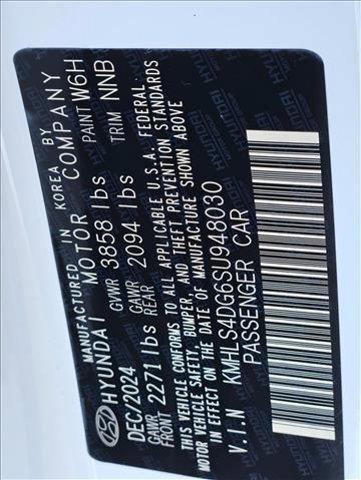 MANUFACTURED IN KOREA BY
HYUNDAI MOTOR COMPANY
DEC/2024 GVWR 3858 lbs PAINT W6H
GAWR FRONT 2271 lbs GAWR REAR 2094 lbs TRIM NNB
THIS VEHICLE CONFORMS TO ALL APPLICABLE U.S.A. FEDERAL
MOTOR VEHICLE SAFETY, BUMPER, AND THEFT PREVENTION STANDARDS
IN EFFECT ON THE DATE OF MANUFACTURE SHOWN ABOVE
V.I.N KMHLS4DG6SU948030
PASSENGER CAR